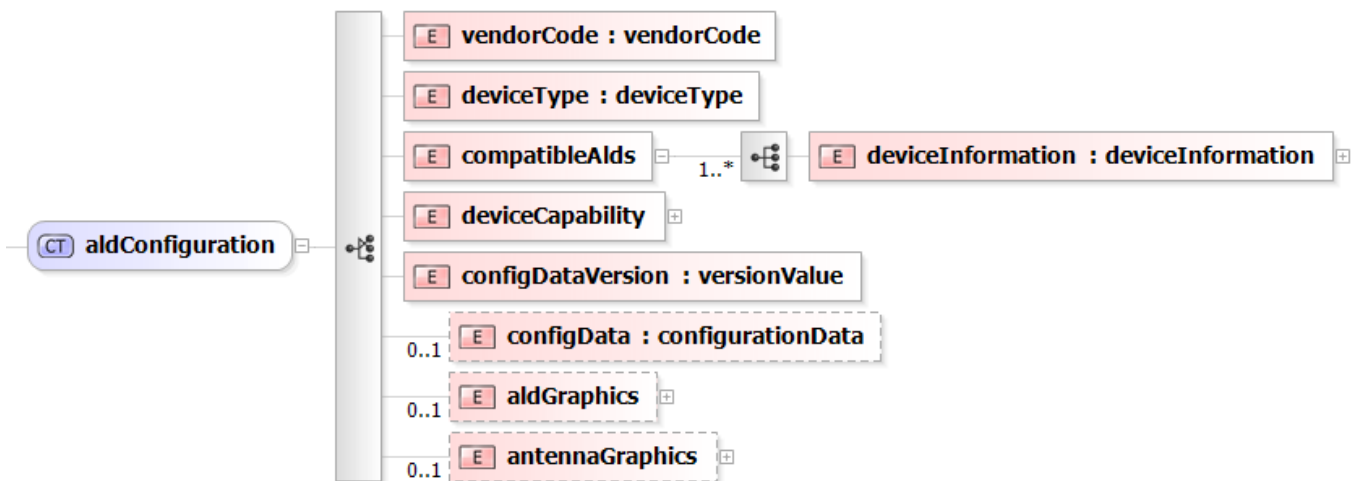 E vendorCode : vendorCode
E deviceType : deviceType
E compatibleAlds 1..* E deviceInformation : deviceInformation
E deviceCapability
CT aldConfiguration
E configDataVersion : versionValue
0..1 E configData : configurationData
0..1 E aldGraphics
0..1 E antennaGraphics